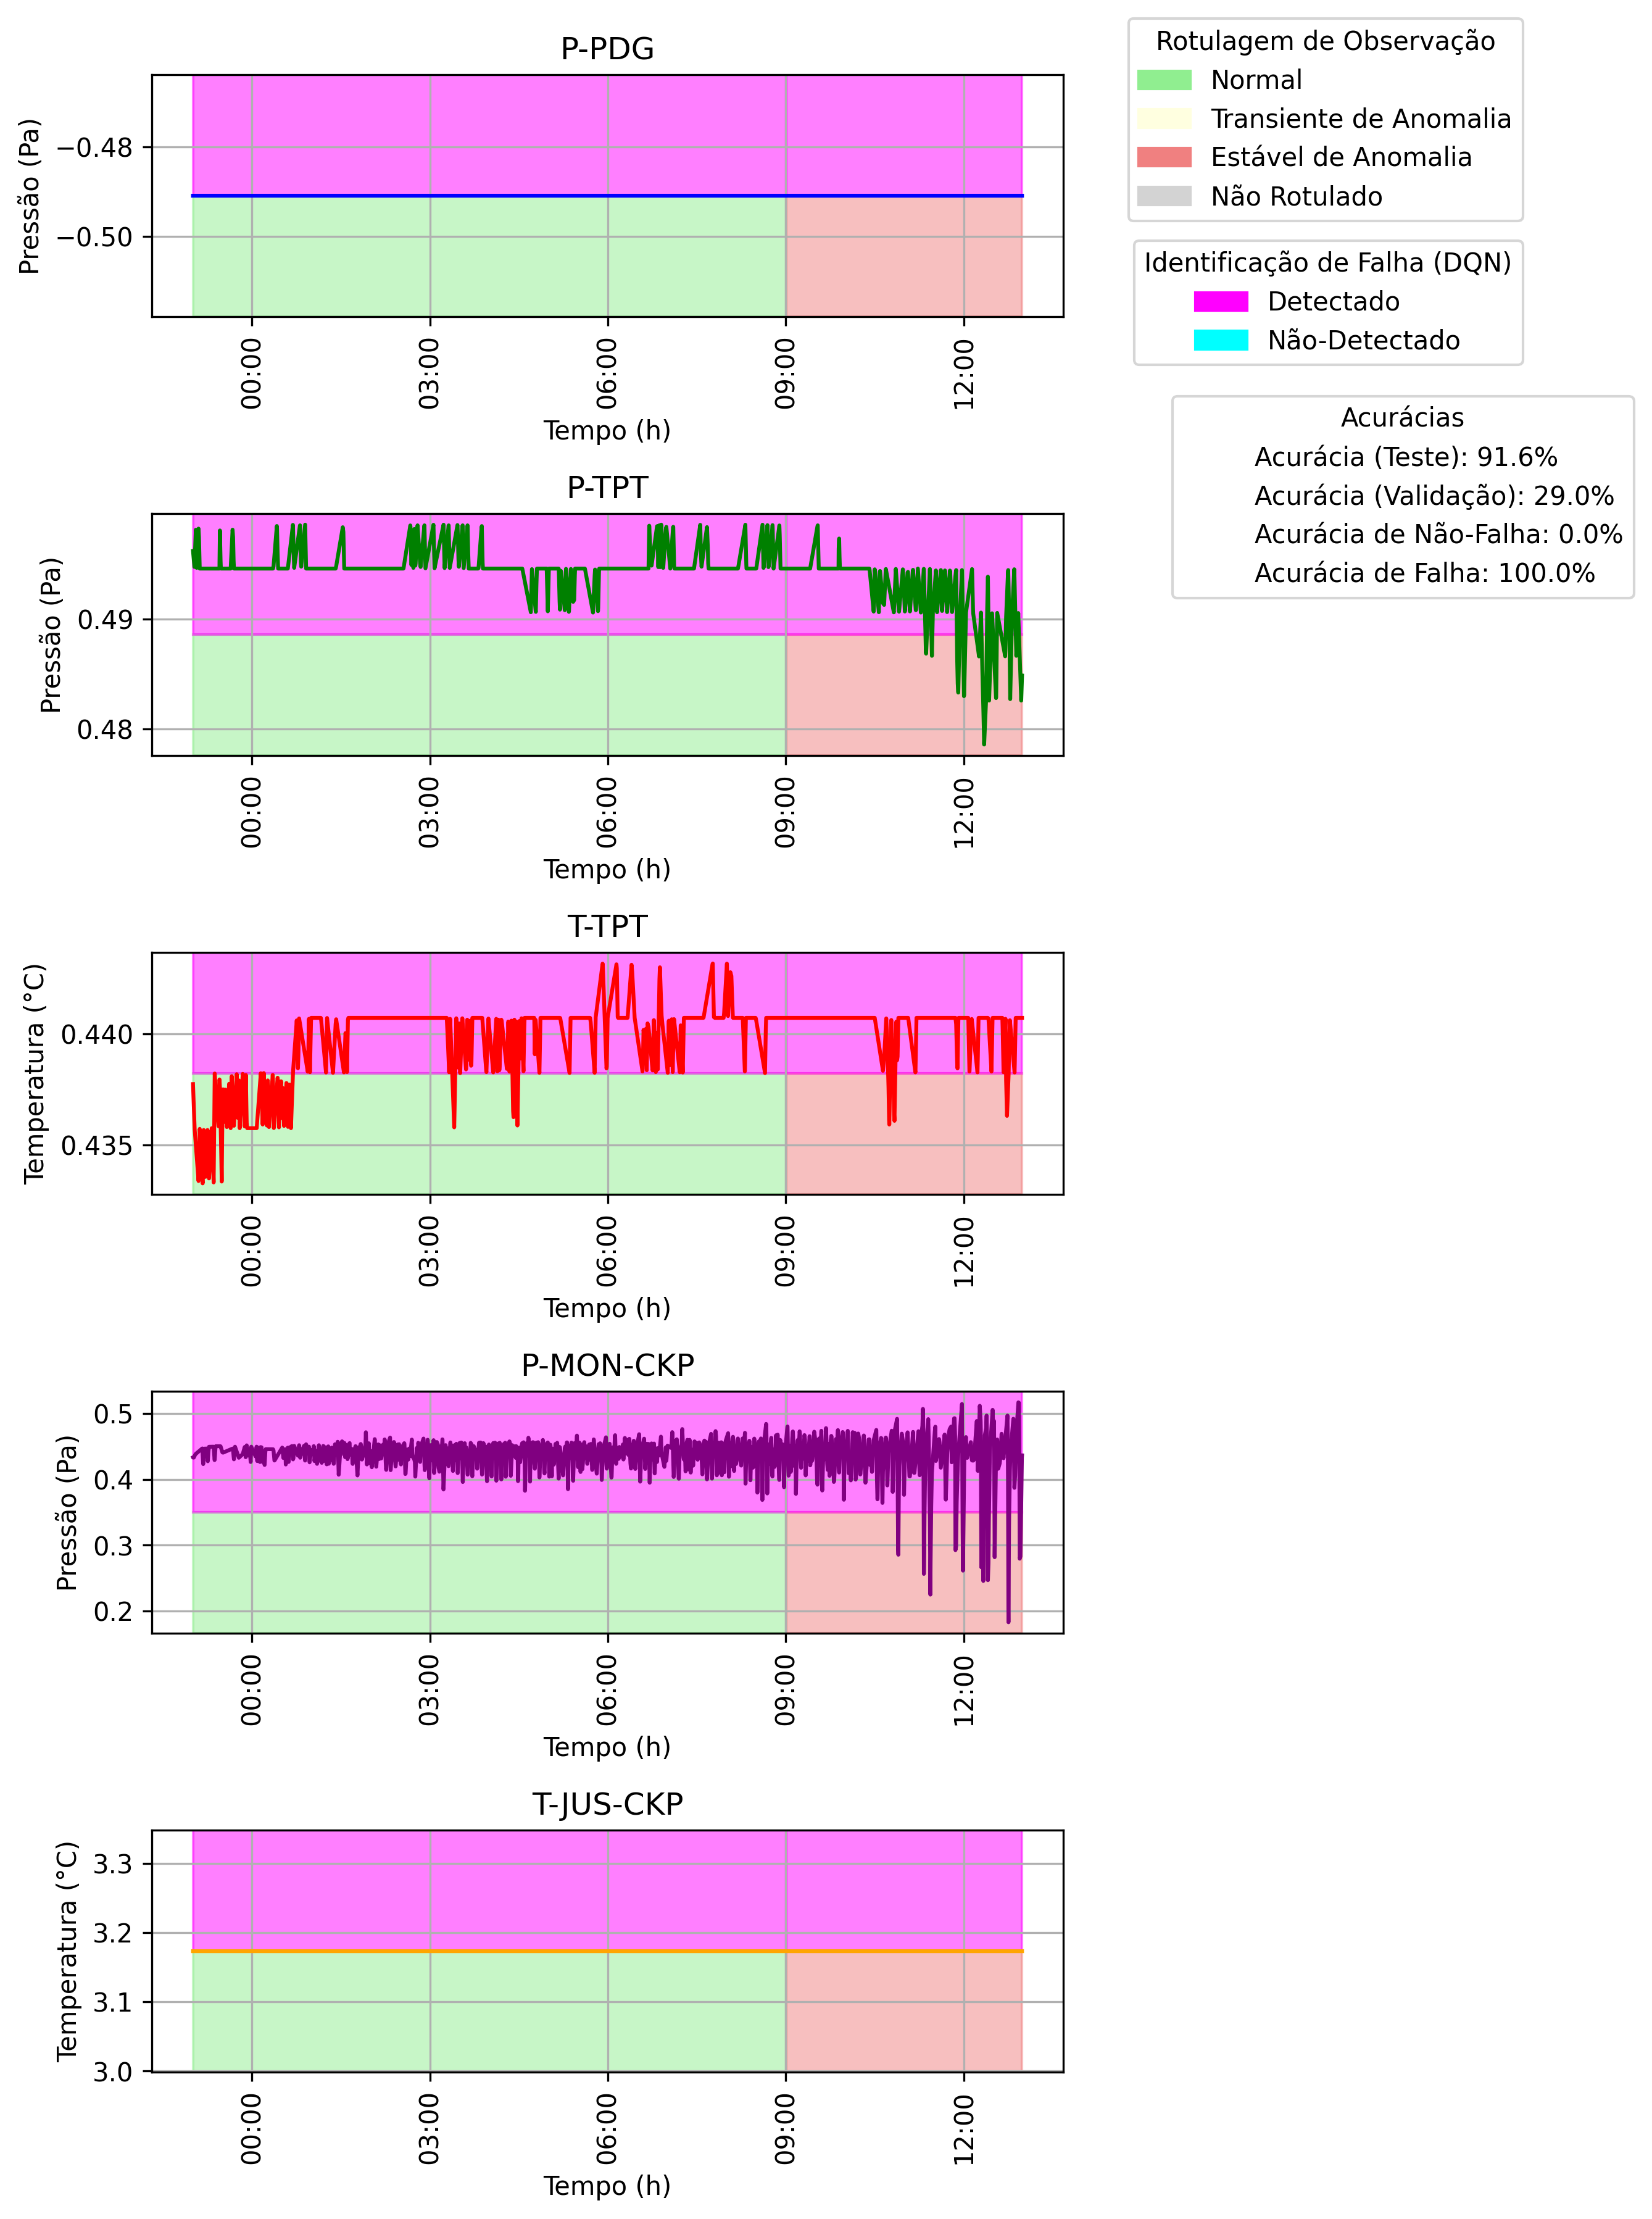 P-PDG
Pressão (Pa)
−0.48
−0.50
00:00
03:00
06:00
09:00
12:00
Tempo (h)
Rotulagem de Observação
Normal
Transiente de Anomalia
Estável de Anomalia
Não Rotulado
Identificação de Falha (DQN)
Detectado
Não-Detectado
Acurácias
Acurácia (Teste): 91.6%
Acurácia (Validação): 29.0%
Acurácia de Não-Falha: 0.0%
Acurácia de Falha: 100.0%
P-TPT
Pressão (Pa)
0.49
0.48
00:00
03:00
06:00
09:00
12:00
Tempo (h)
T-TPT
Temperatura (°C)
0.440
0.435
00:00
03:00
06:00
09:00
12:00
Tempo (h)
P-MON-CKP
Pressão (Pa)
0.5
0.4
0.3
0.2
00:00
03:00
06:00
09:00
12:00
Tempo (h)
T-JUS-CKP
Temperatura (°C)
3.3
3.2
3.1
3.0
00:00
03:00
06:00
09:00
12:00
Tempo (h)